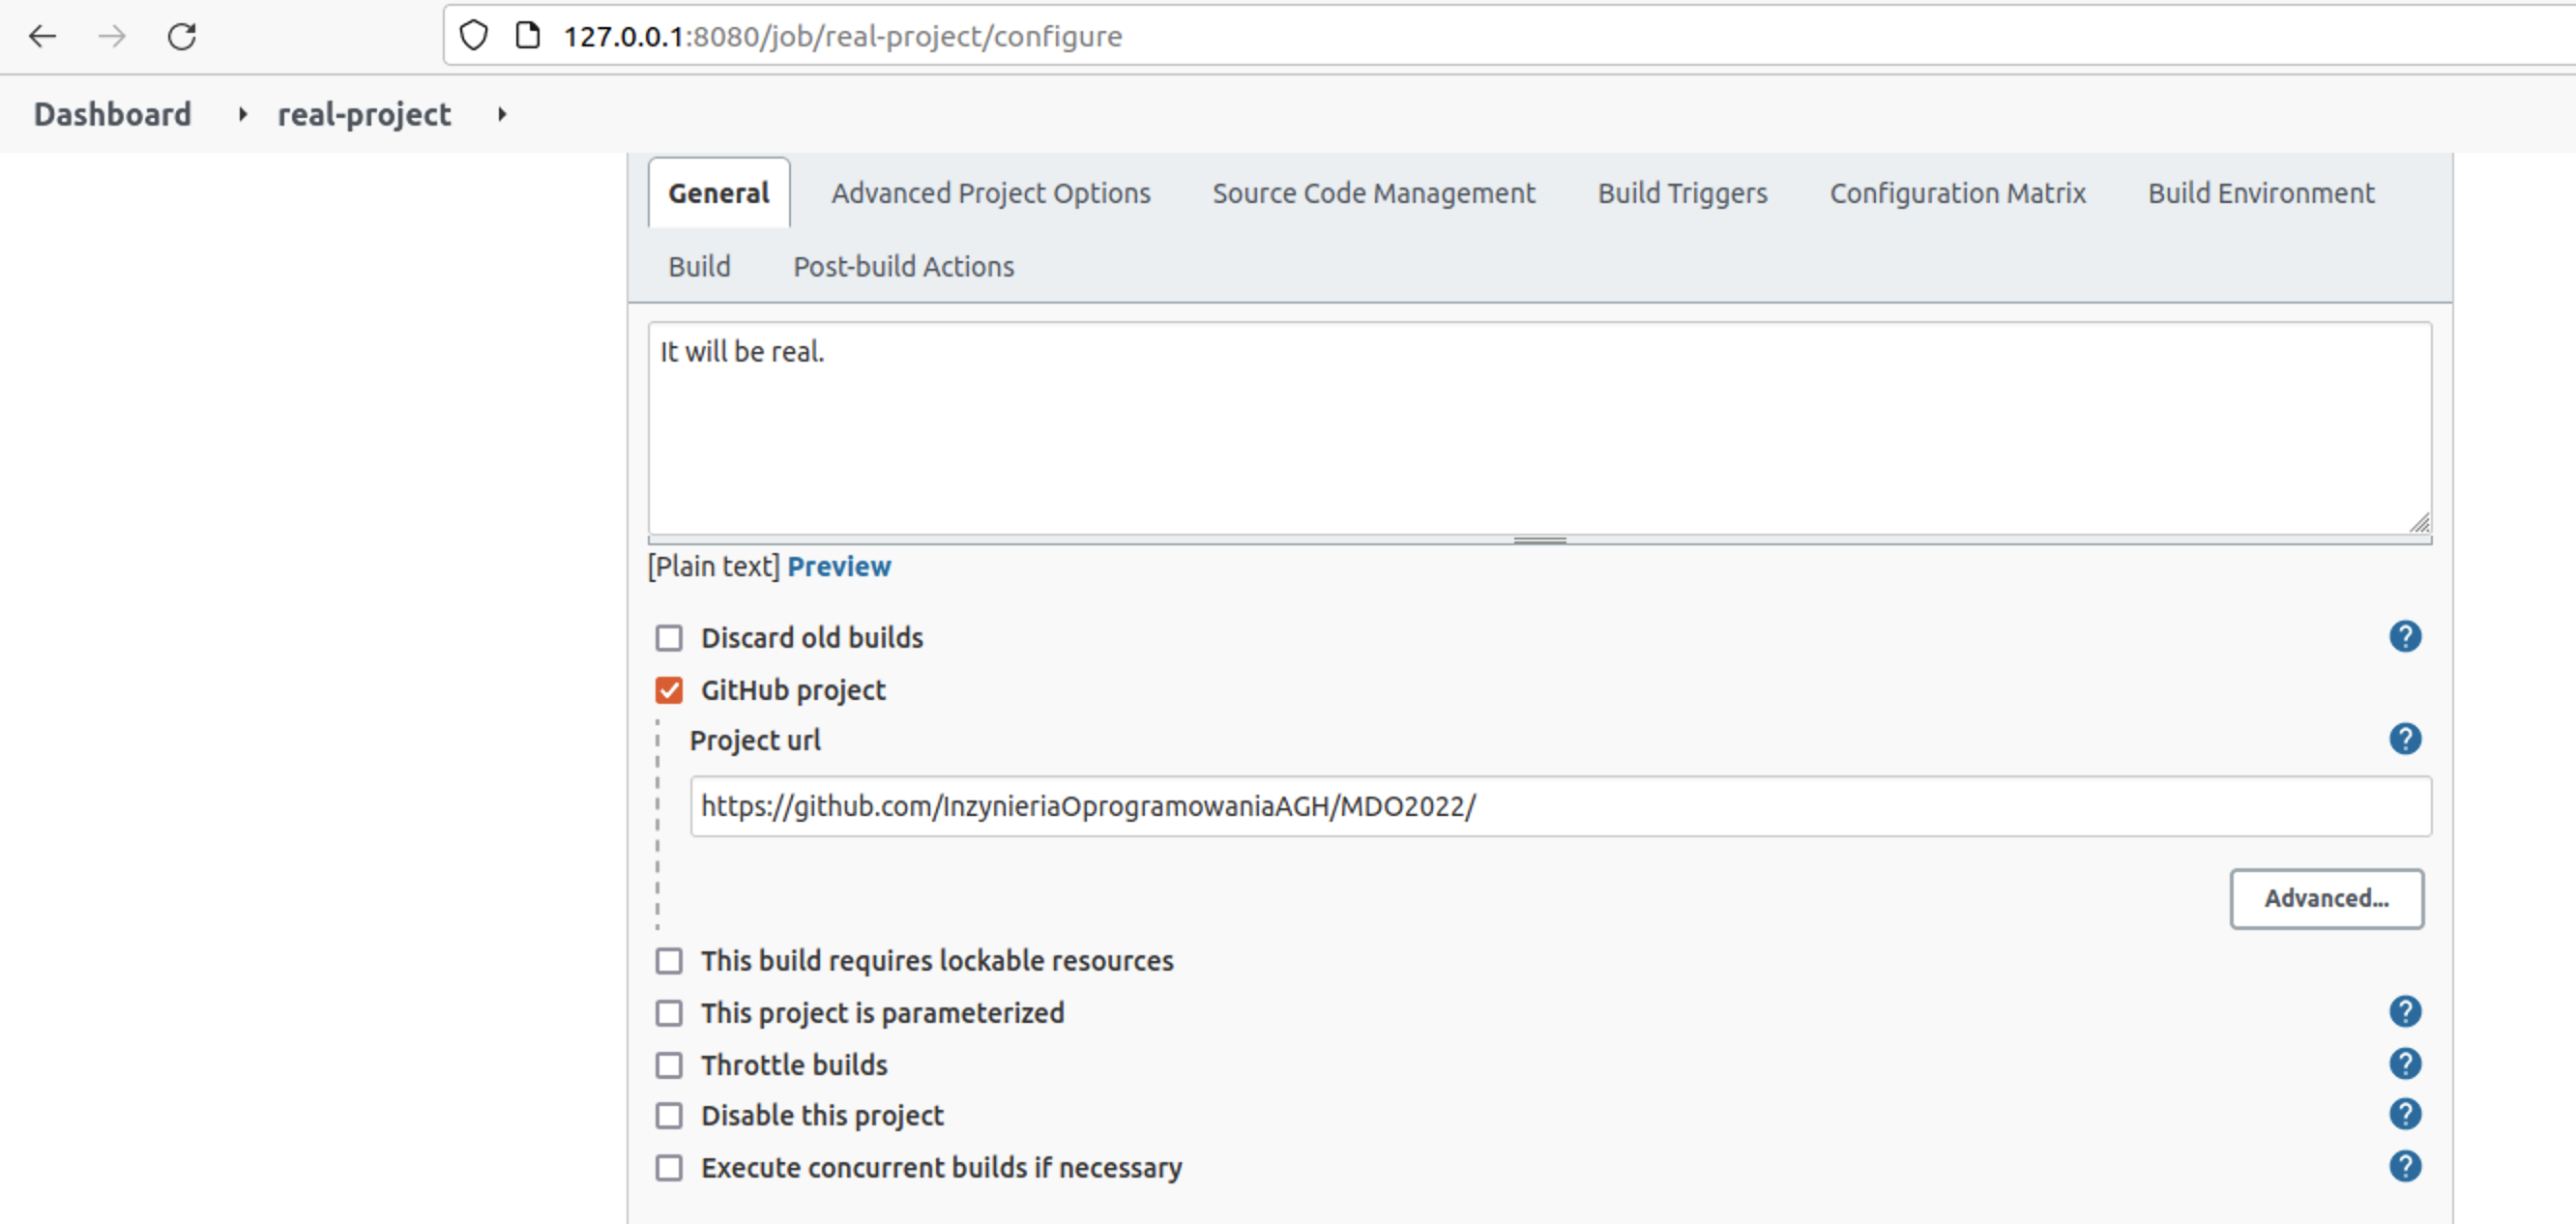 127.0.0.1:8080/job/real-project/configure
Dashboard real-project
General Advanced Project Options Source Code Management Build Triggers Configuration Matrix Build Environment
Build Post-build Actions
It will be real.
[Plain text] Preview
Discard old builds ?
GitHub project
Project url ?
https://github.com/InzynieriaOprogramowaniaAGH/MDO2022/
Advanced...
This build requires lockable resources
This project is parameterized ?
Throttle builds ?
Disable this project ?
Execute concurrent builds if necessary ?